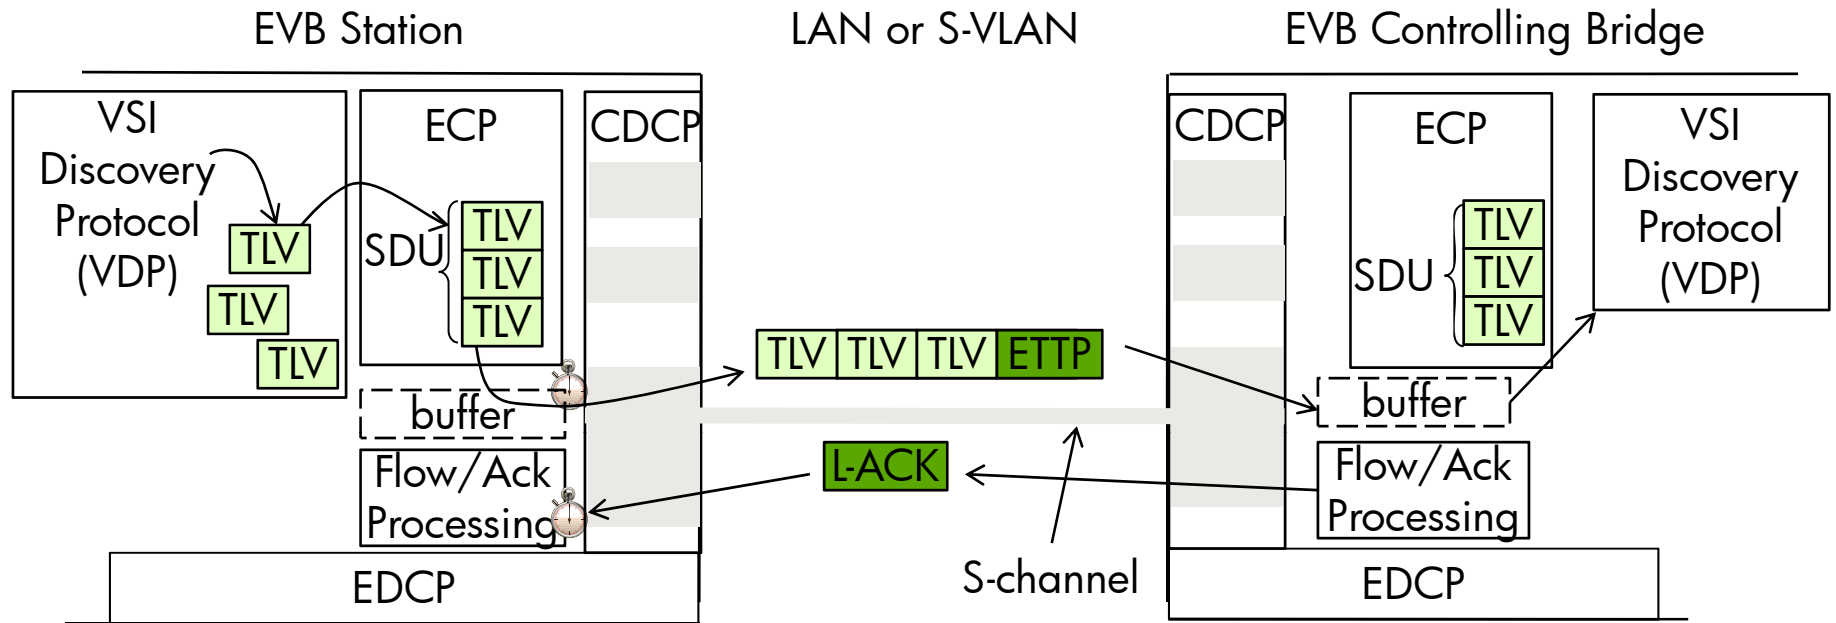 EVB Station
LAN or S-VLAN
EVB Controlling Bridge
VSI
Discovery
Protocol
(VDP)
TLV
TLV
TLV
ECP
SDU
TLV
TLV
TLV
buffer
Flow/Ack
Processing
CDCP
EDCP
TLV TLV TLV ETTP
L-ACK
S-channel
CDCP
ECP
SDU
TLV
TLV
TLV
buffer
Flow/Ack
Processing
VSI
Discovery
Protocol
(VDP)
EDCP